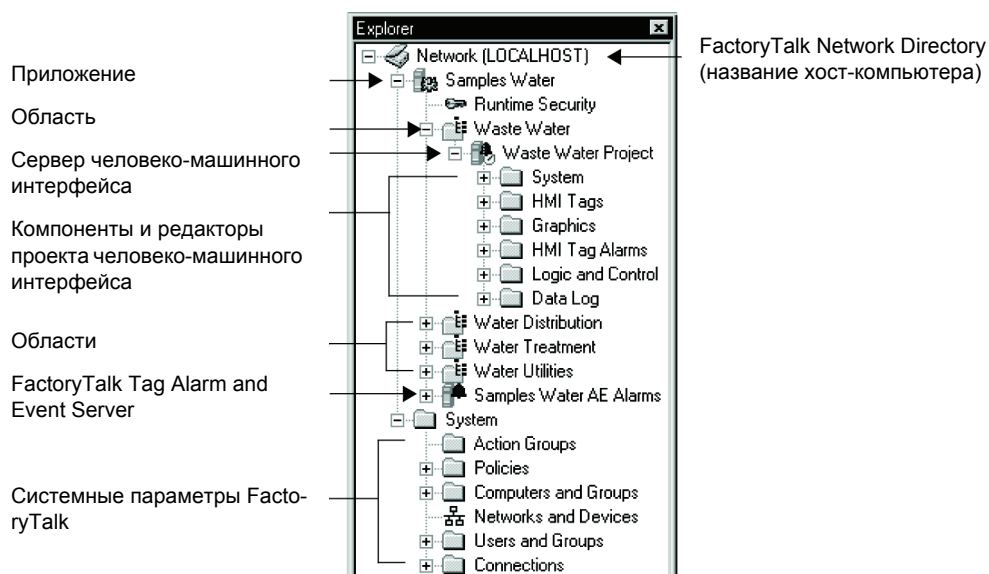 Приложение
Область
Сервер человеко-машинного
интерфейса
Компоненты и редакторы
проекта человеко-машинного
интерфейса
Области
FactoryTalk Tag Alarm and
Event Server
Системные параметры Facto-
ryTalk
Explorer
Network (LOCALHOST)
Samples Water
Runtime Security
Waste Water
Waste Water Project
System
HMI Tags
Graphics
HMI Tag Alarms
Logic and Control
Data Log
Water Distribution
Water Treatment
Water Utilities
Samples Water AE Alarms
System
Action Groups
Policies
Computers and Groups
Networks and Devices
Users and Groups
Connections
FactoryTalk Network Directory
(название хост-компьютера)